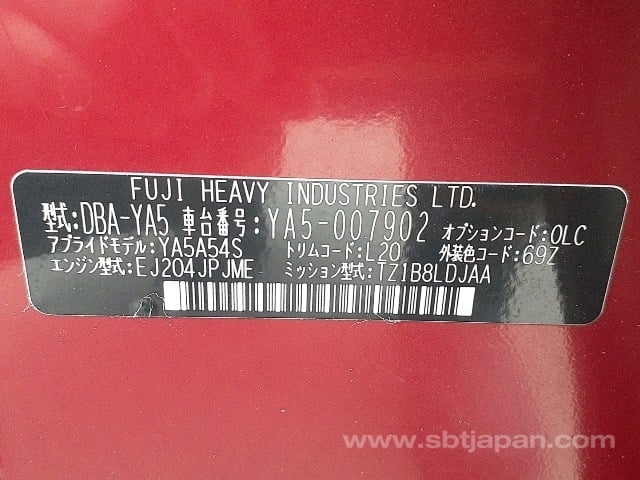 FUJI HEAVY INDUSTRIES LTD.
型式:DBA-YA5 車台番号:YA5-007902 オプションコード:0LC
アプライドモデル:YA5A54S トリムコード:L20 外装色コード:69Z
エンジン型式:EJ204JPJME ミッション型式:TZ1B8LDJAA
www.sbtjapan.com